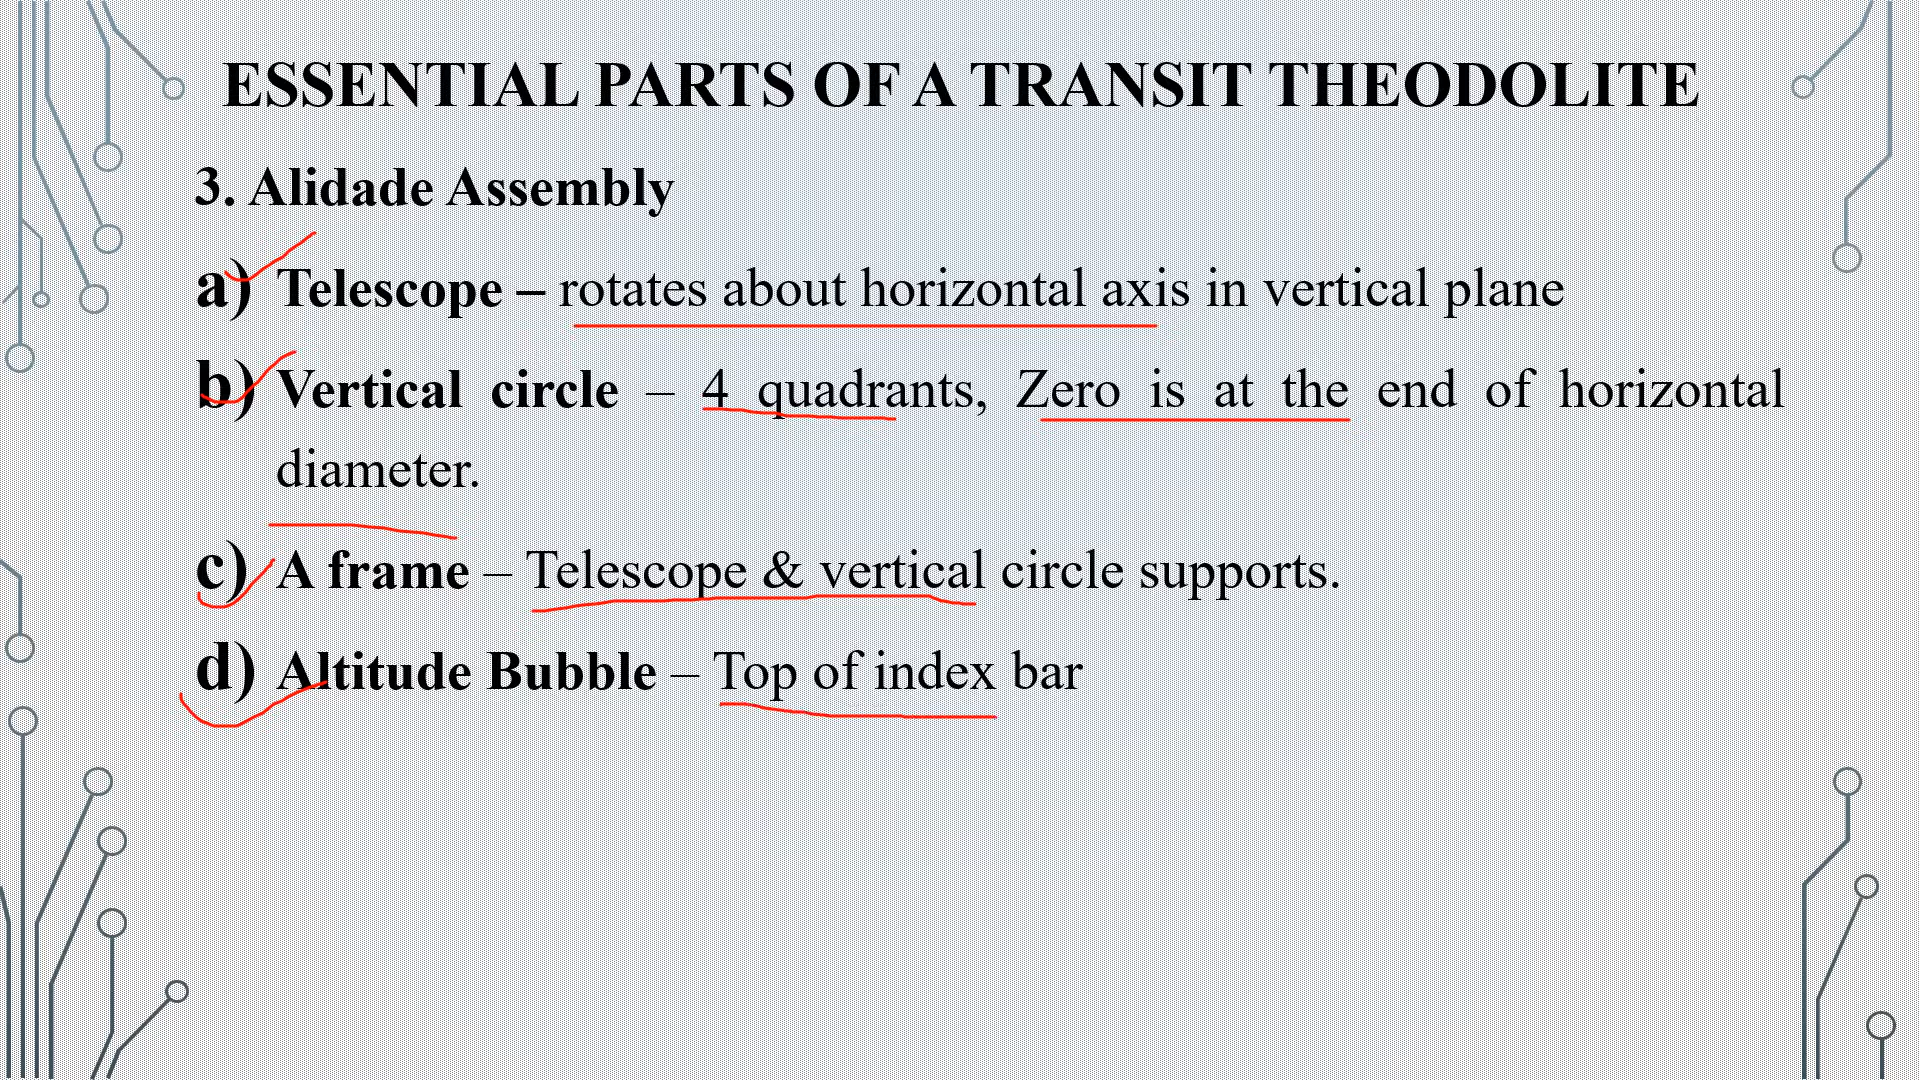 ESSENTIAL PARTS OF A TRANSIT THEODOLITE
3. Alidade Assembly
a) Telescope – rotates about horizontal axis in vertical plane
b) Vertical circle – 4 quadrants, Zero is at the end of horizontal
diameter.
c) A frame – Telescope & vertical circle supports.
d) Altitude Bubble – Top of index bar